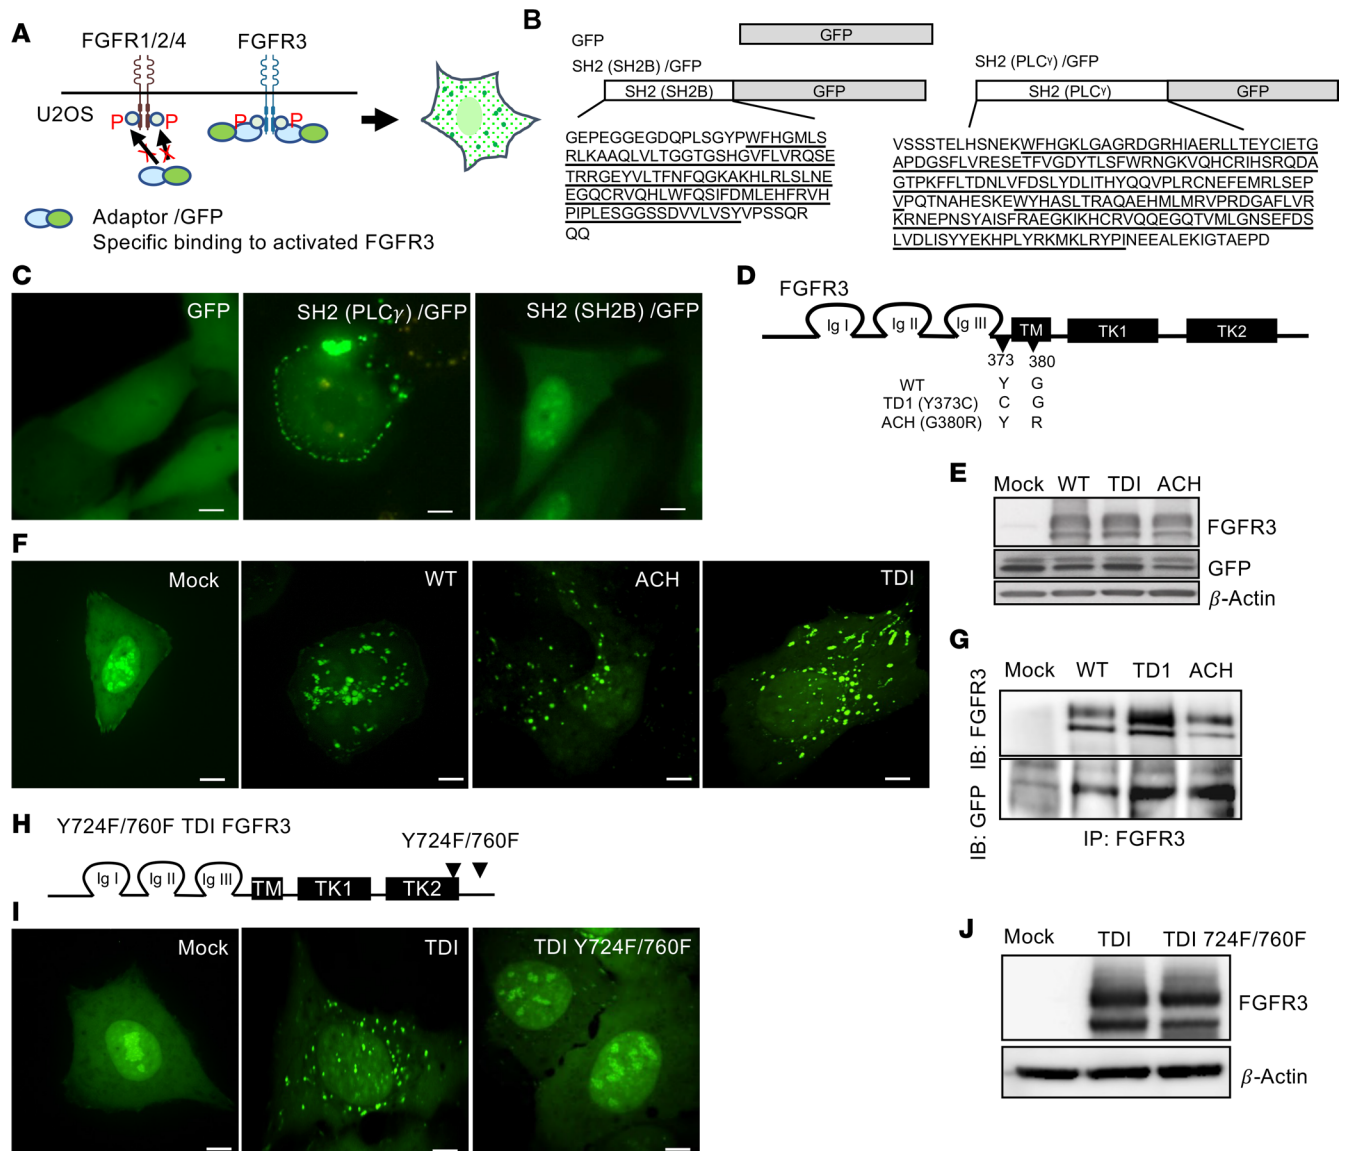 A
FGFR1/2/4
FGFR3
U2OS
P
P
P
P
Adaptor /GFP
Specific binding to activated FGFR3
B
GFP
GFP
SH2 (SH2B) /GFP
SH2 (SH2B)
GFP
GEPEGGEGDQPLSGYPWFHGMLS
RLKAAQLVLTGGTGSHGVFLVRQSE
TRRGEYVLTFNFQGKAKHLRLSLNE
EGQCRVQHLWFQSIFDMLEHFRVH
PIPLESGGSSDVVLVSYVPSSQR
QQ
SH2 (PLCγ) /GFP
SH2 (PLCγ)
GFP
VSSSTELHSNEKWFHGKLGAGRDGRHIAERLLTEYCIETG
APDGSFLVRESETFVGDYTLSFWRNGKVQHCRIHSRQDA
GTPKFFLTDNLVFDSLYDLITHYQQVPLRCNEFEMRLSEP
VPQTNAHESKEWYHASLTRAQAEHMLMRVPRDGAFLVR
KRNEPNSYAISFRAEGKIKHCRVQQEGQTVMLGNSEFDS
LVDLISYYEKHPLYRKMKLRYPINEEALEKIGTAEPD
C
GFP
SH2 (PLCγ) /GFP
SH2 (SH2B) /GFP
D
FGFR3
Ig I
Ig II
Ig III
TM
TK1
TK2
373
380
WT Y G
TD1 (Y373C) C G
ACH (G380R) Y R
E
Mock WT TDI ACH
FGFR3
GFP
β-Actin
F
Mock
WT
ACH
TDI
G
Mock WT TD1 ACH
IB: FGFR3
IB: GFP
IP: FGFR3
H
Y724F/760F TDI FGFR3
Y724F/760F
Ig I
Ig II
Ig III
TM
TK1
TK2
I
Mock
TDI
TDI Y724F/760F
J
Mock TDI TDI 724F/760F
FGFR3
β-Actin